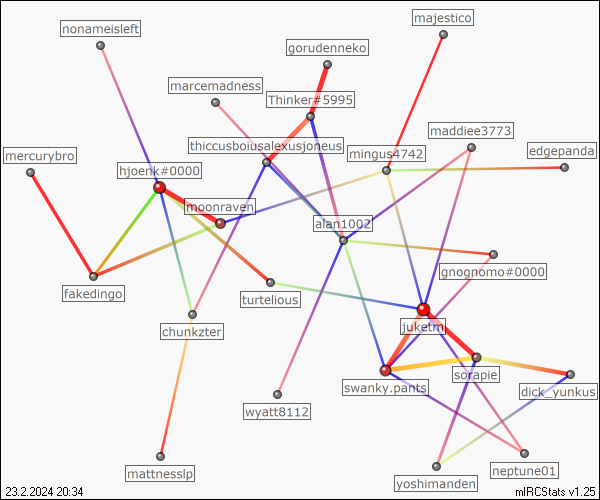 majestico
nonameisleft
gorudenneko
marcemadness
Thinker#5995
maddiee3773
thiccusboiusalexusjoneus
mingus4742
edgepanda
mercurybro
hjoenk#0000
moonraven
alan1002
gnognomo#0000
fakedingo
turtelious
chunkzter
juketm
sorapie
swanky.pants
dick_yunkus
wyatt8112
mattnesslp
neptune01
yoshimanden
23.2.2024 20:34
mIRCStats v1.25